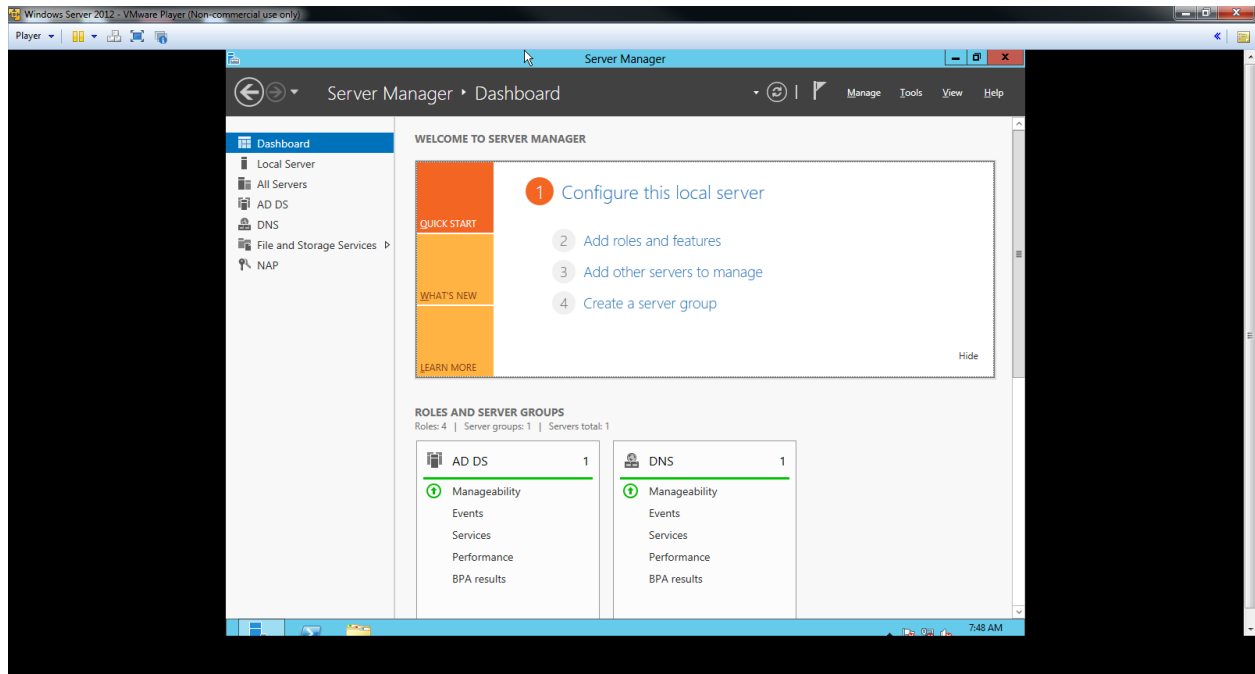 Windows Server 2012 - VMware Player (Non-commercial use only)
Player
Server Manager
Server Manager ‣ Dashboard
Manage Tools View Help
Dashboard
Local Server
All Servers
AD DS
DNS
File and Storage Services
NAP
WELCOME TO SERVER MANAGER
QUICK START
WHAT'S NEW
LEARN MORE
1 Configure this local server
2 Add roles and features
3 Add other servers to manage
4 Create a server group
Hide
ROLES AND SERVER GROUPS
Roles: 4 | Server groups: 1 | Servers total: 1
AD DS 1
Manageability
Events
Services
Performance
BPA results
DNS 1
Manageability
Events
Services
Performance
BPA results
7:48 AM